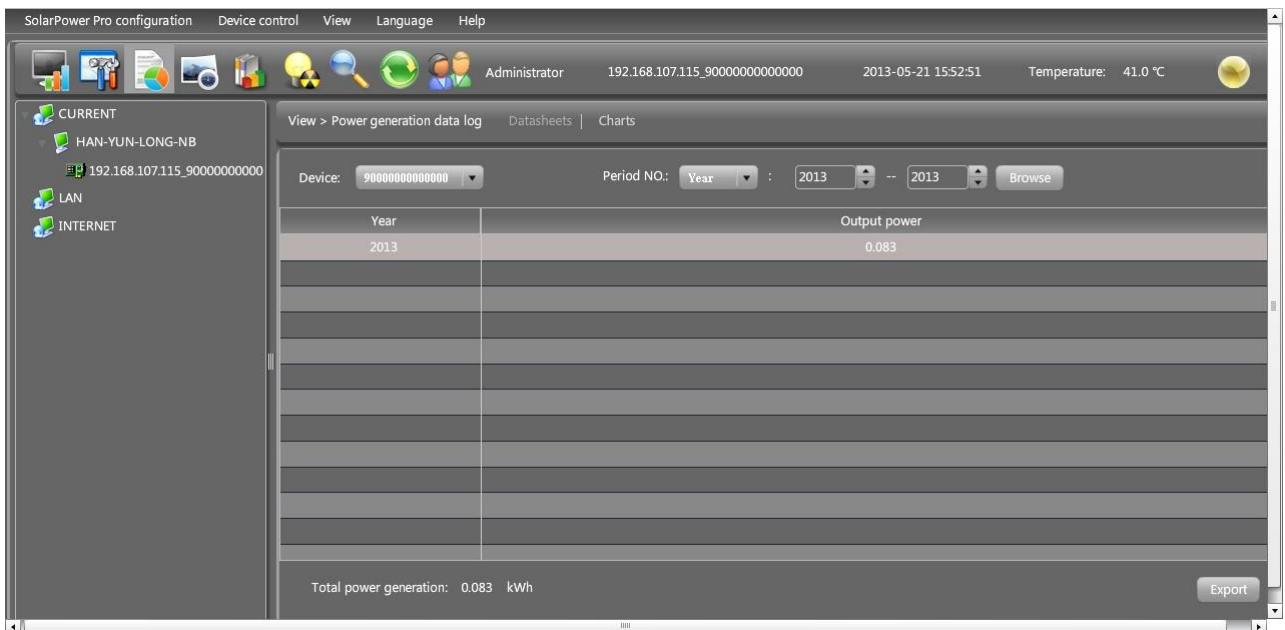 SolarPower Pro configuration Device control View Language Help
Administrator 192.168.107.115_90000000000000 2013-05-21 15:52:51 Temperature: 41.0 ℃
CURRENT
HAN-YUN-LONG-NB
192.168.107.115_90000000000
LAN
INTERNET
View > Power generation data log Datasheets | Charts
Device: 90000000000000 Period NO.: Year : 2013 -- 2013 Browse
Year Output power
2013 0.083
Total power generation: 0.083 kWh
Export